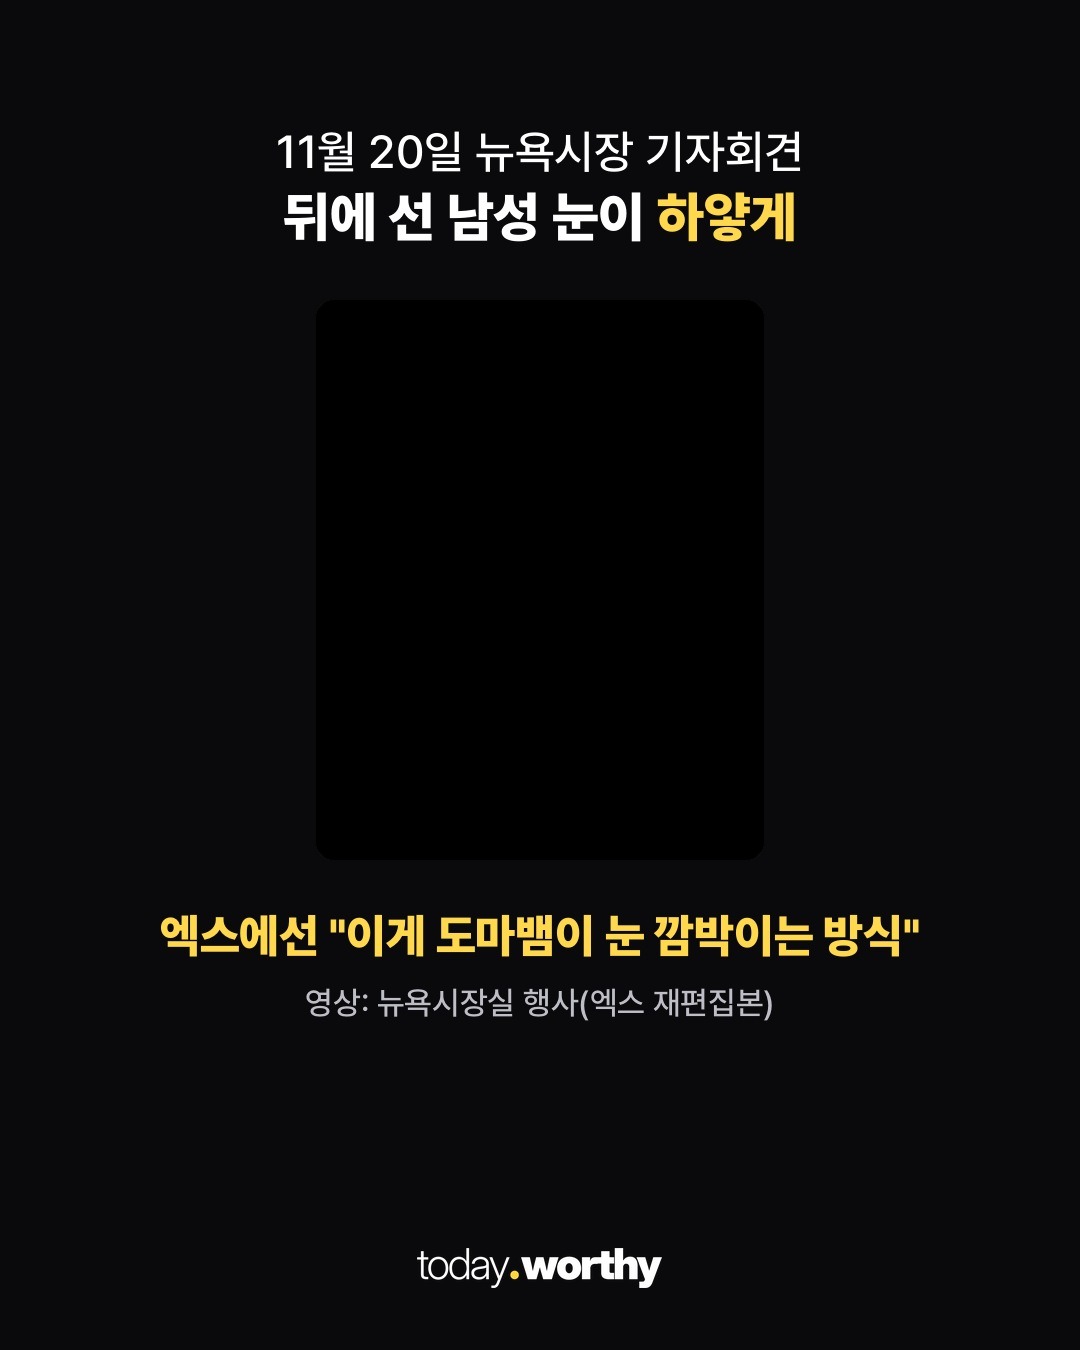 11월 20일 뉴욕시장 기자회견
뒤에 선 남성 눈이 하얗게
엑스에선 "이게 도마뱀이 눈 깜박이는 방식"
영상: 뉴욕시장실 행사(엑스 재편집본)
today.worthy